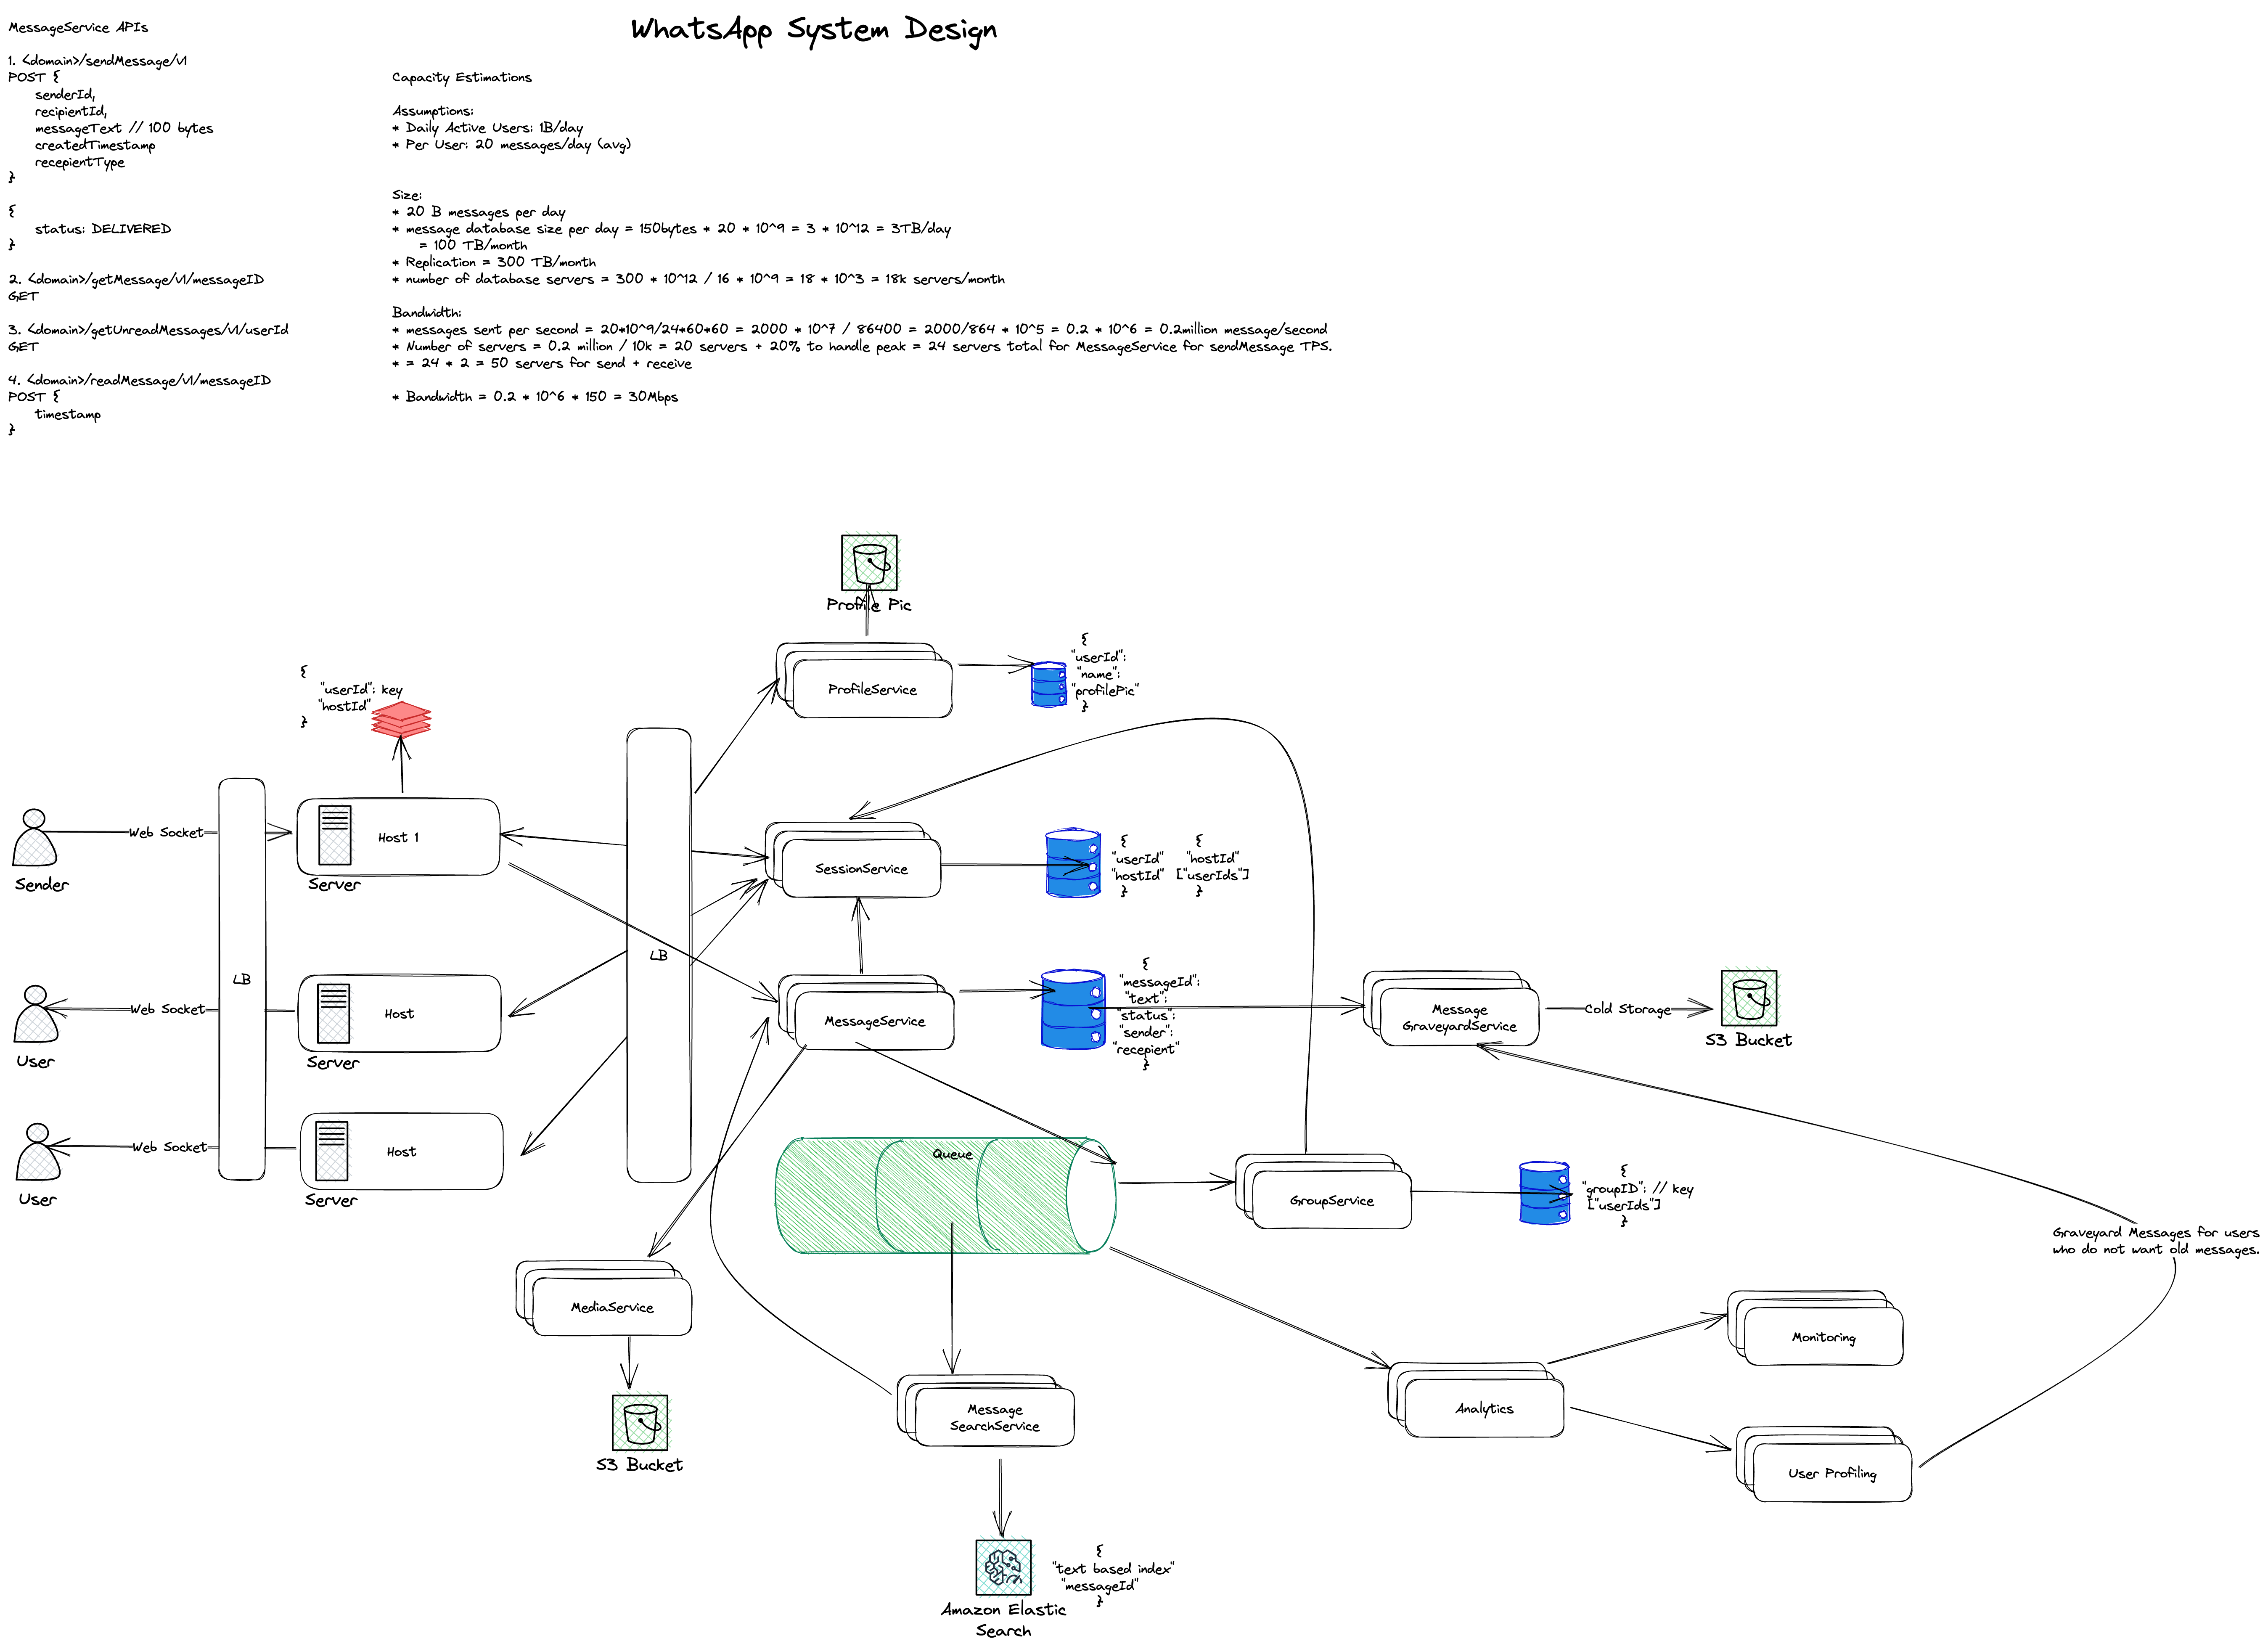 WhatsApp System Design
MessageService APIs
1. <domain>/sendMessage/v1
POST {
senderId,
recipientId,
messageText // 100 bytes
createdTimestamp
recepientType
}
{
status: DELIVERED
}
2. <domain>/getMessage/v1/messageID
GET
3. <domain>/getUnreadMessages/v1/userId
GET
4. <domain>/readMessage/v1/messageID
POST {
timestamp
}
Capacity Estimations
Assumptions:
* Daily Active Users: 1B/day
* Per User: 20 messages/day (avg)
Size:
* 20 B messages per day
* message database size per day = 150bytes * 20 * 10^9 = 3 * 10^12 = 3TB/day
= 100 TB/month
* Replication = 300 TB/month
* number of database servers = 300 * 10^12 / 16 * 10^9 = 18 * 10^3 = 18k servers/month
Bandwidth:
* messages sent per second = 20*10^9/24*60*60 = 2000 * 10^7 / 86400 = 2000/864 * 10^5 = 0.2 * 10^6 = 0.2million message/second
* Number of servers = 0.2 million / 10k = 20 servers + 20% to handle peak = 24 servers total for MessageService for sendMessage TPS.
* = 24 * 2 = 50 servers for send + receive
* Bandwidth = 0.2 * 10^6 * 150 = 30Mbps
Profile Pic
ProfileService
{
"userId":
"name":
"profilePic"
}
{
"userId": key
"hostId"
}
Sender
Web Socket
LB
Host 1
Server
LB
SessionService
{
"userId"
"hostId"
}
{
"hostId"
["userIds"]
}
User
Web Socket
Host
Server
MessageService
{
"messageId":
"text":
"status":
"sender":
"recepient"
}
Message
GraveyardService
Cold Storage
S3 Bucket
User
Web Socket
Host
Server
Queue
GroupService
{
"groupID": // key
["userIds"]
}
Graveyard Messages for users
who do not want old messages.
MediaService
S3 Bucket
Message
SearchService
Analytics
Monitoring
User Profiling
Amazon Elastic
Search
{
"text based index"
"messageId"
}